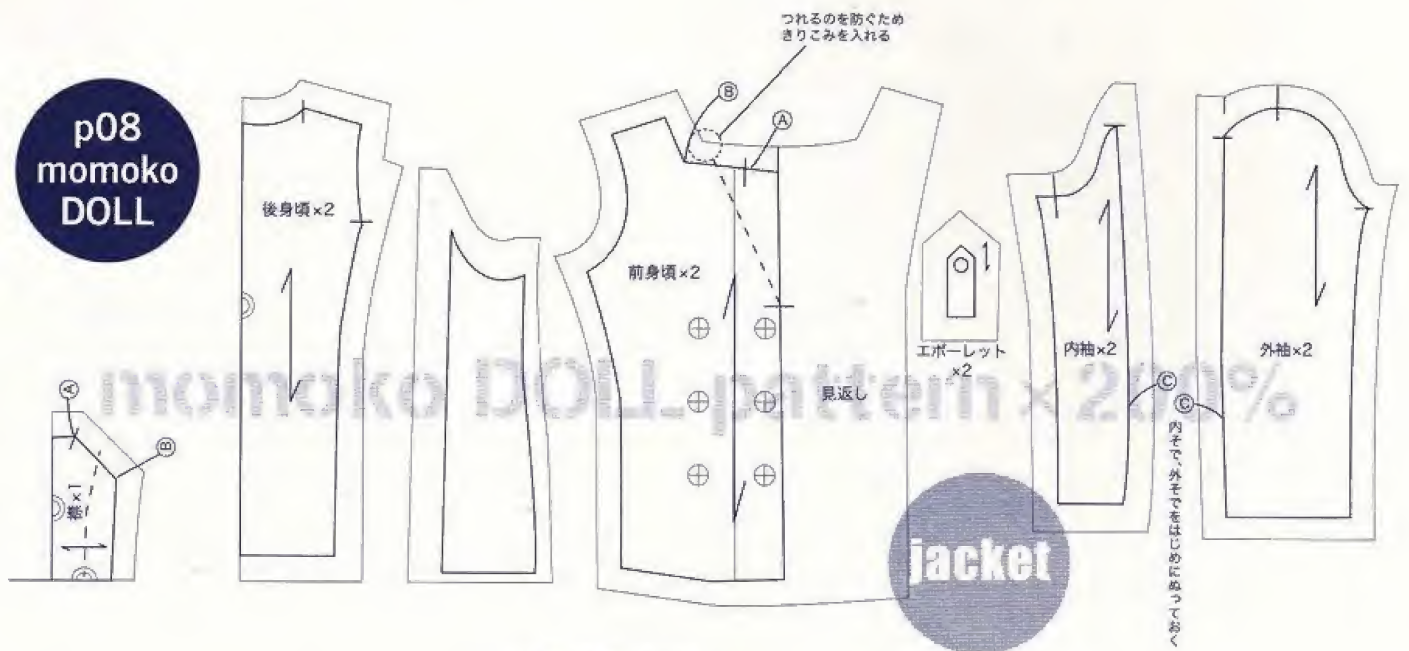 つれるのを防ぐため
きりこみを入れる
p08
momoko
DOLL
後身頃×2
前身頃×2
B
A
エポーレット
×2
内袖×2
外袖×2
見返し
momoko DOLL pattern×200%
A
B
襟×1
C
C
内そで、外そでをはじめにぬっておく
jacket